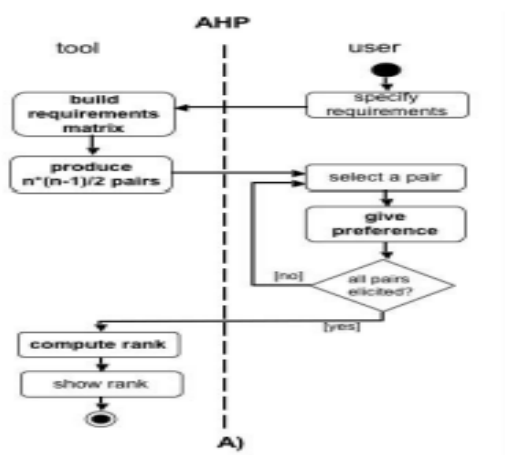 AHP
tool
user
specify
requirements
build
requirements
matrix
produce
n*(n-1)/2 pairs
select a pair
give
preference
all pairs
elicited?
[no]
[yes]
compute rank
show rank
A)